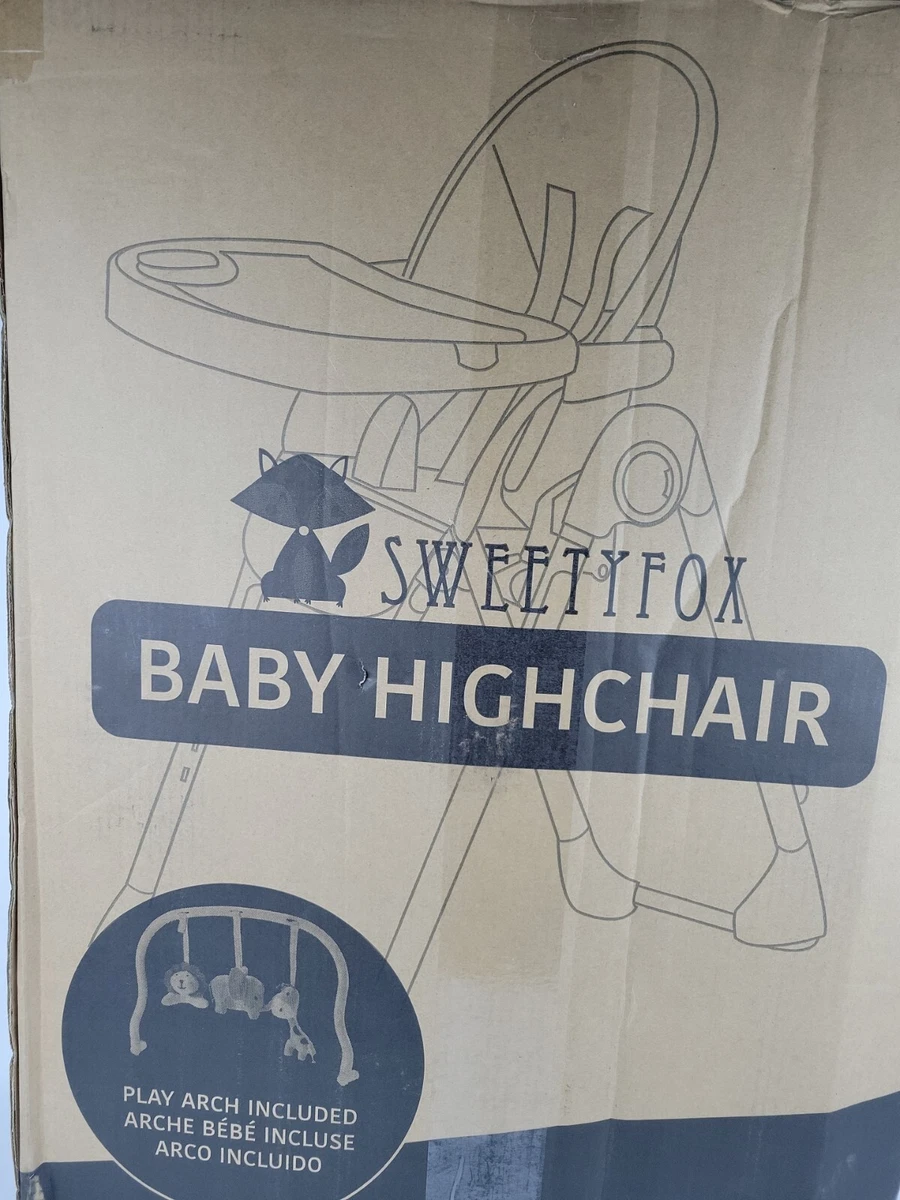 SWEETYFOX
BABY HIGHCHAIR
PLAY ARCH INCLUDED
ARCHE BÉBÉ INCLUSE
ARCO INCLUIDO